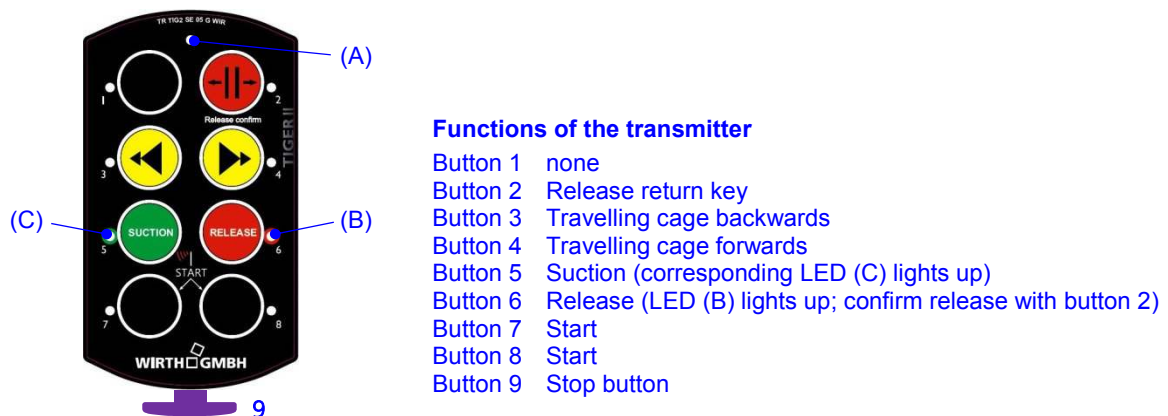 TR TIG2 SE 05 G WIR
(A)
1
2
Release confirm
TIGER II
3
4
(C)
SUCTION
RELEASE
(B)
5
6
START
7
8
WIRTH GMBH
9
Functions of the transmitter
Button 1 none
Button 2 Release return key
Button 3 Travelling cage backwards
Button 4 Travelling cage forwards
Button 5 Suction (corresponding LED (C) lights up)
Button 6 Release (LED (B) lights up; confirm release with button 2)
Button 7 Start
Button 8 Start
Button 9 Stop button